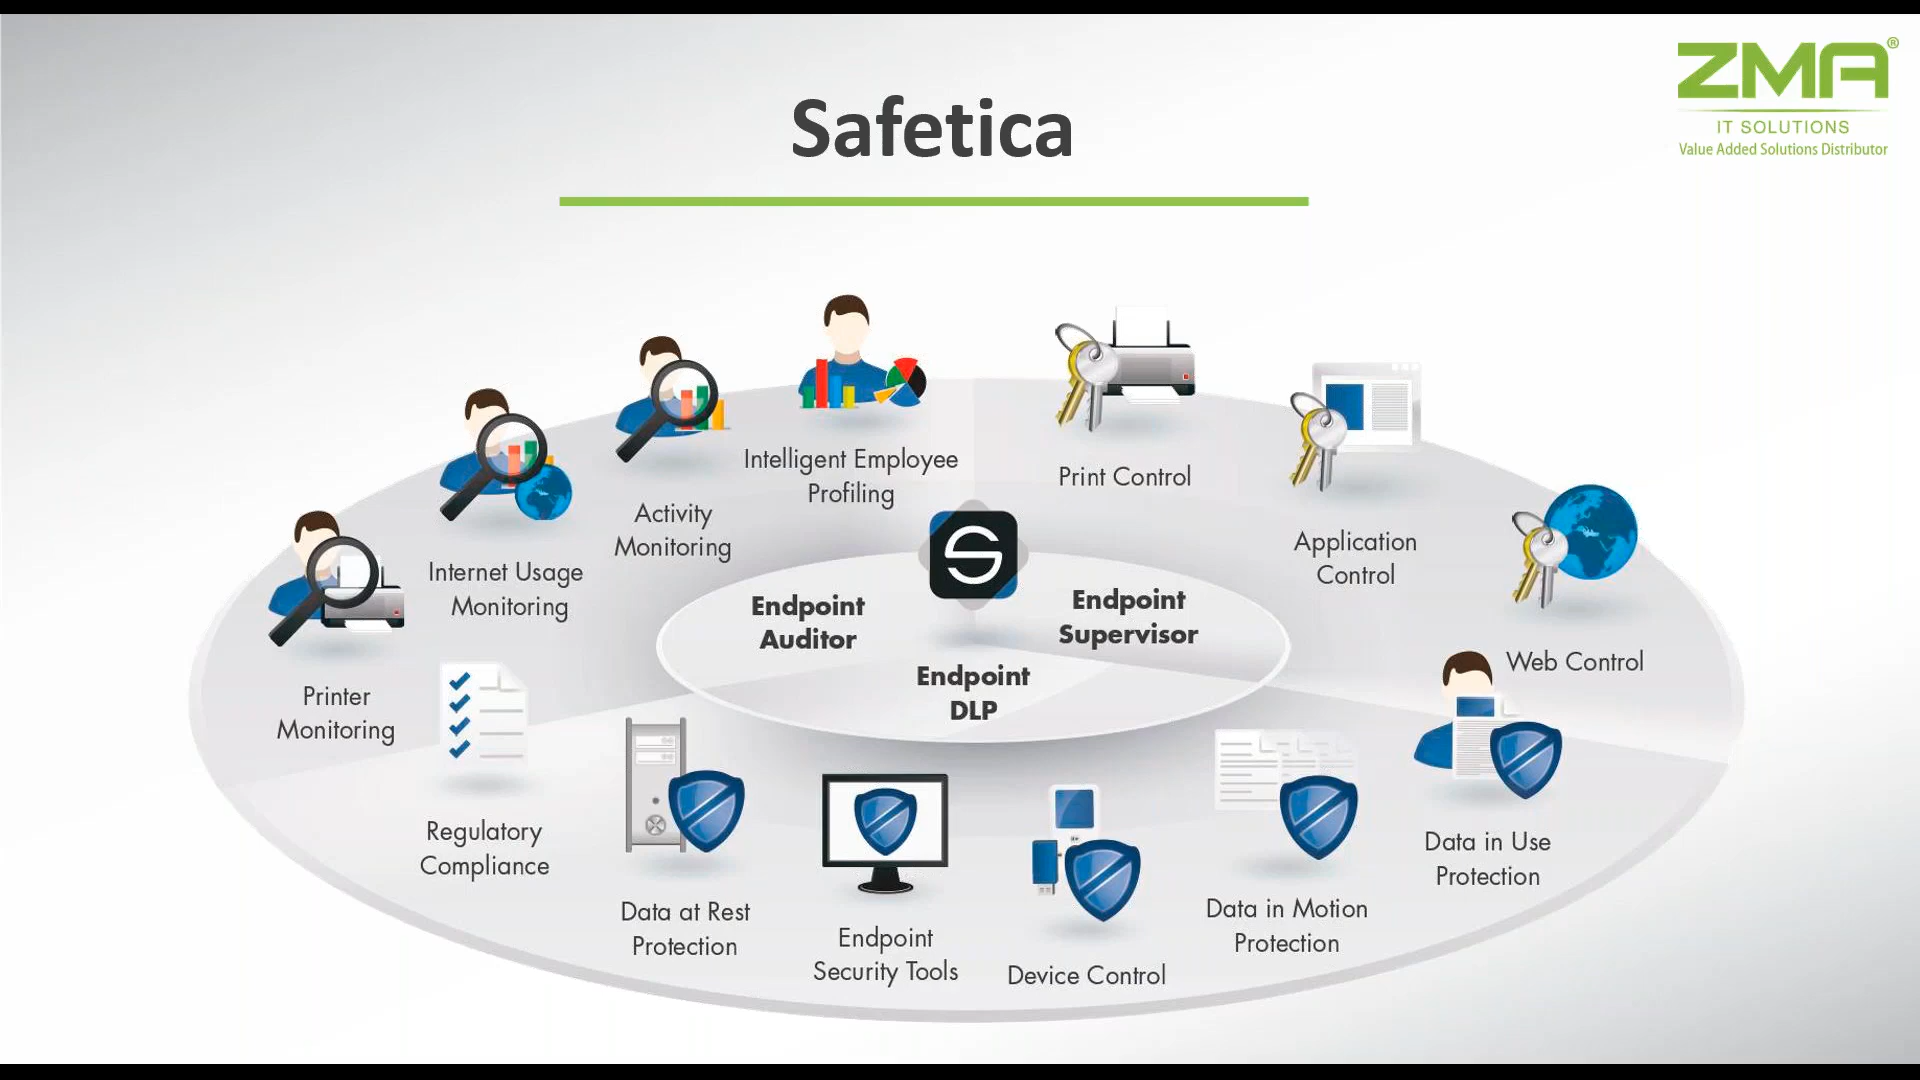 ZMA®
IT SOLUTIONS
Value Added Solutions Distributor
Safetica
Intelligent Employee
Profiling
Print Control
Activity
Monitoring
Application
Control
Internet Usage
Monitoring
Web Control
Printer
Monitoring
S
Endpoint
Auditor
Endpoint
Supervisor
Endpoint
DLP
Regulatory
Compliance
Data at Rest
Protection
Endpoint
Security Tools
Device Control
Data in Motion
Protection
Data in Use
Protection